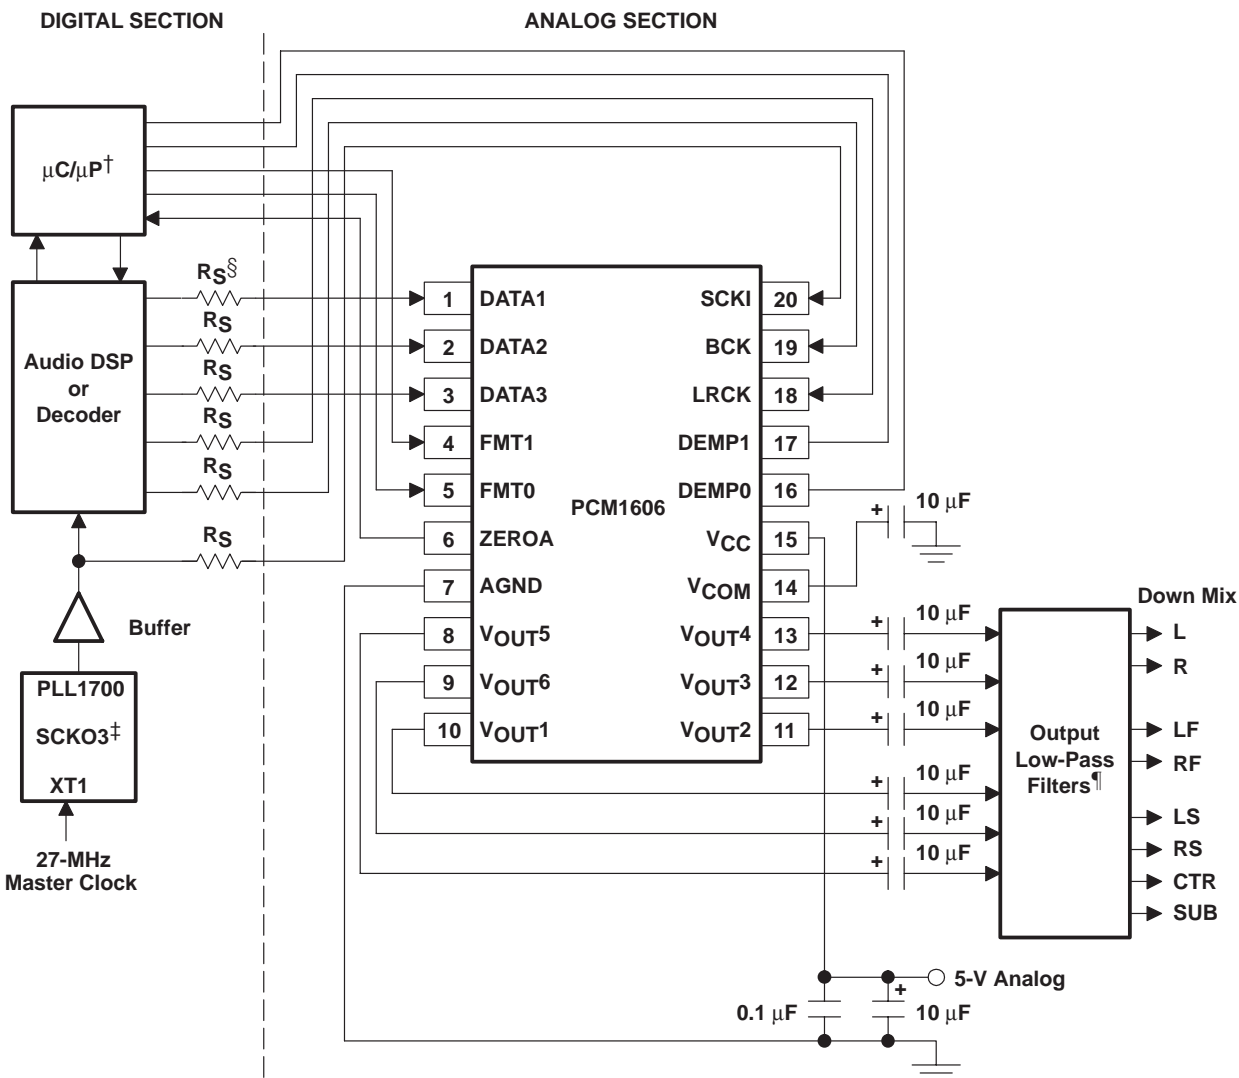 DIGITAL SECTION
ANALOG SECTION
µC/µP†
RS§
RS
RS
RS
RS
RS
Audio DSP
or
Decoder
Buffer
PLL1700
SCKO3‡
XT1
27-MHz
Master Clock
1 DATA1
2 DATA2
3 DATA3
4 FMT1
5 FMT0
6 ZEROA
7 AGND
8 VOUT5
9 VOUT6
10 VOUT1
PCM1606
SCKI 20
BCK 19
LRCK 18
DEMP1 17
DEMP0 16
VCC 15
VCOM 14
VOUT4 13
VOUT3 12
VOUT2 11
+ 10 µF
+ 10 µF
+ 10 µF
+ 10 µF
+ 10 µF
+ 10 µF
+ 10 µF
Output
Low-Pass
Filters¶
Down Mix
L
R
LF
RF
LS
RS
CTR
SUB
5-V Analog
0.1 µF
+
10 µF